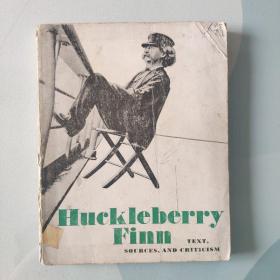 Huckleberry
Finn
TEXT,
SOURCES, AND CRITICISM